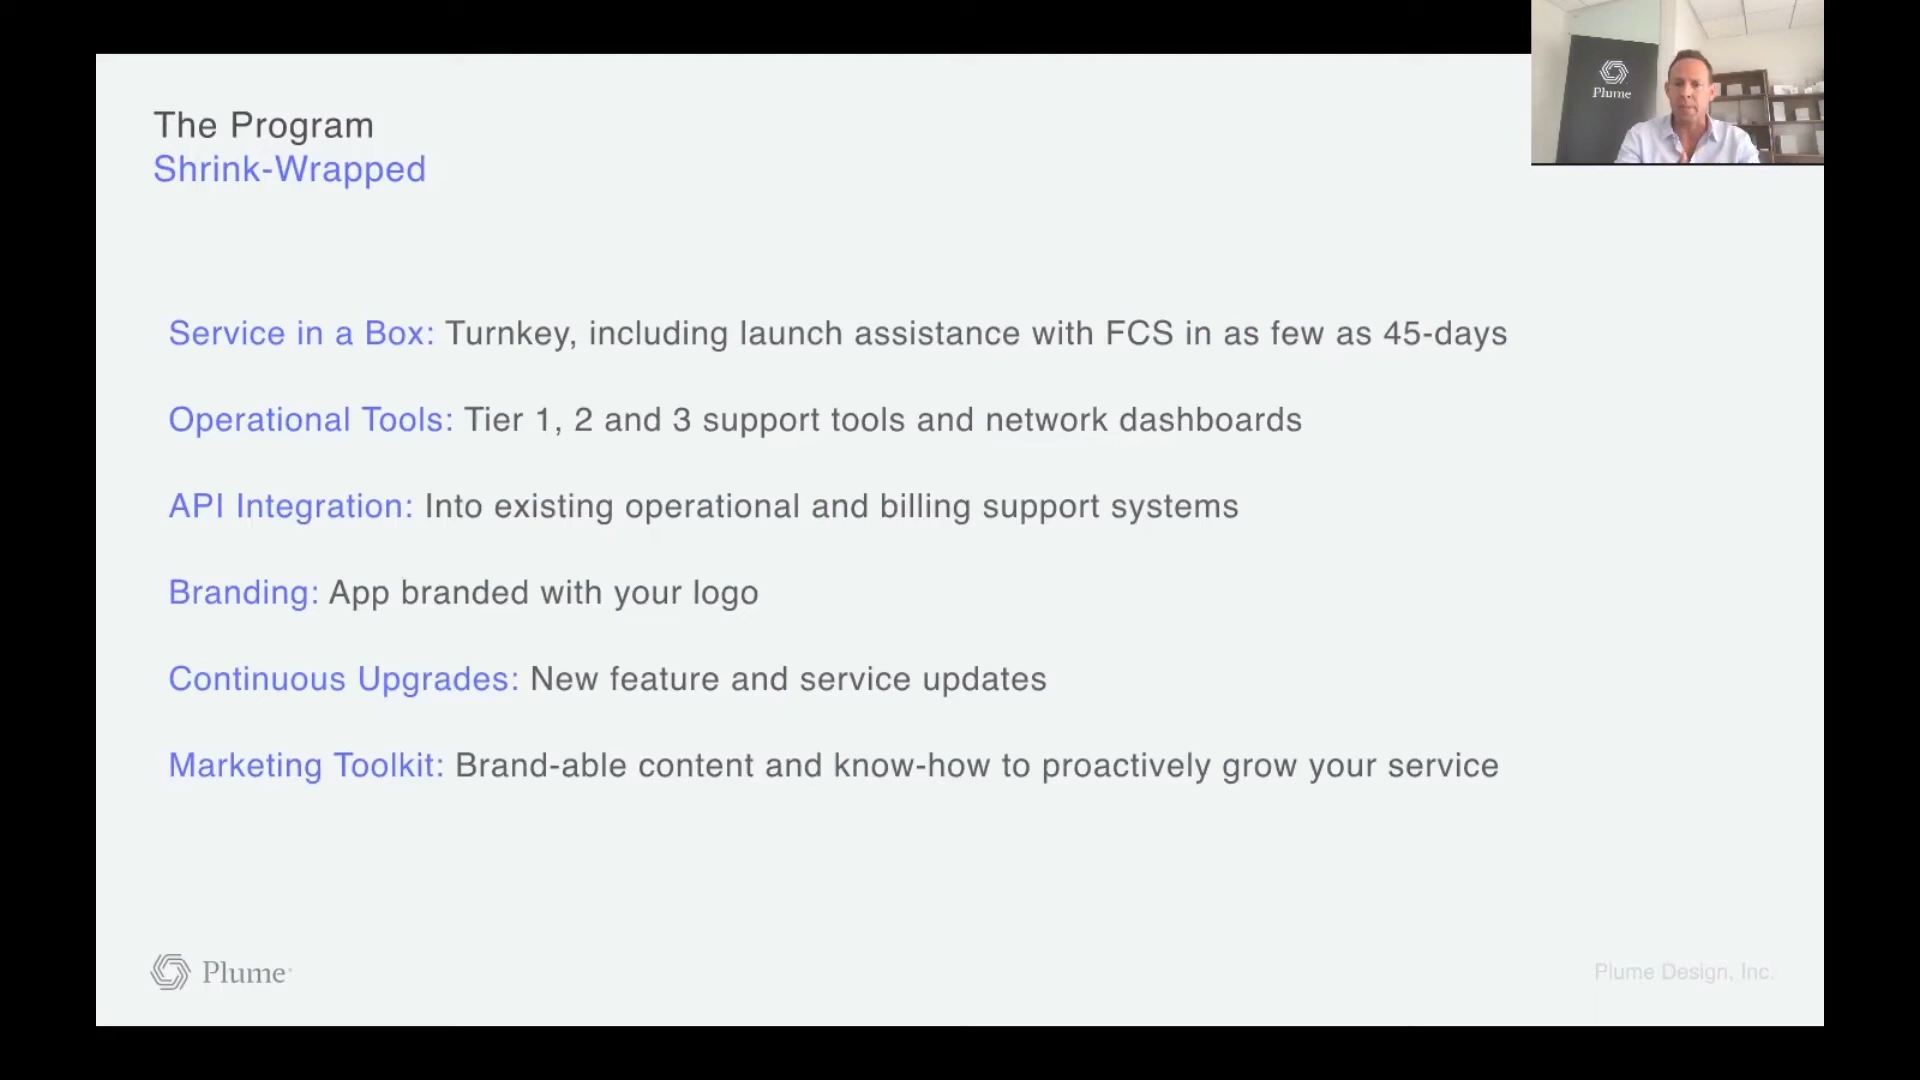 The Program
Shrink-Wrapped
Plume
Service in a Box: Turnkey, including launch assistance with FCS in as few as 45-days
Operational Tools: Tier 1, 2 and 3 support tools and network dashboards
API Integration: Into existing operational and billing support systems
Branding: App branded with your logo
Continuous Upgrades: New feature and service updates
Marketing Toolkit: Brand-able content and know-how to proactively grow your service
Plume
Plume Design, Inc.